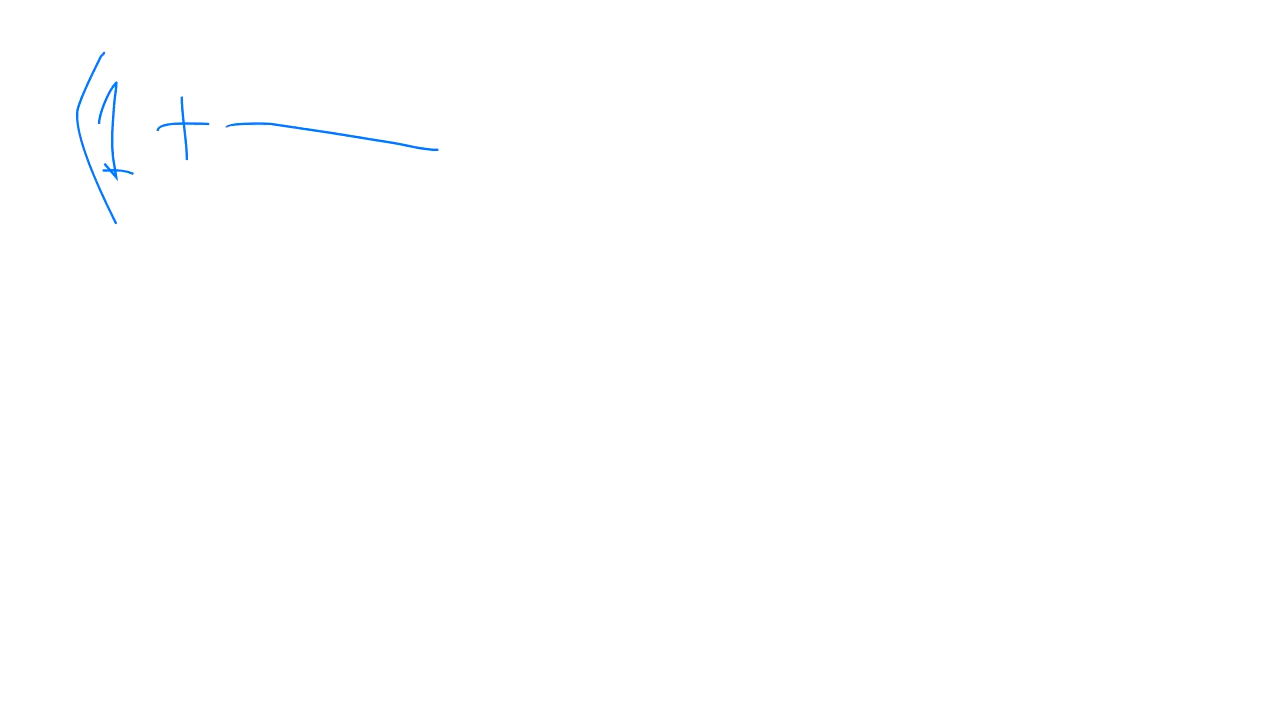 (1 + —